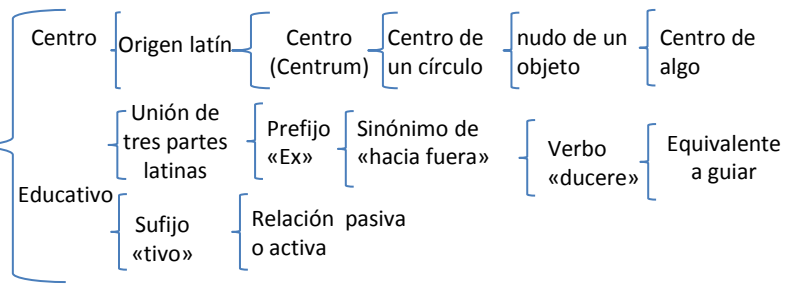 Centro
Origen latín
Centro
(Centrum)
Centro de
un círculo
nudo de un
objeto
Centro de
algo
Educativo
Unión de
tres partes
latinas
Prefijo
«Ex»
Sinónimo de
«hacia fuera»
Verbo
«ducere»
Equivalente
a guiar
Sufijo
«tivo»
Relación pasiva
o activa